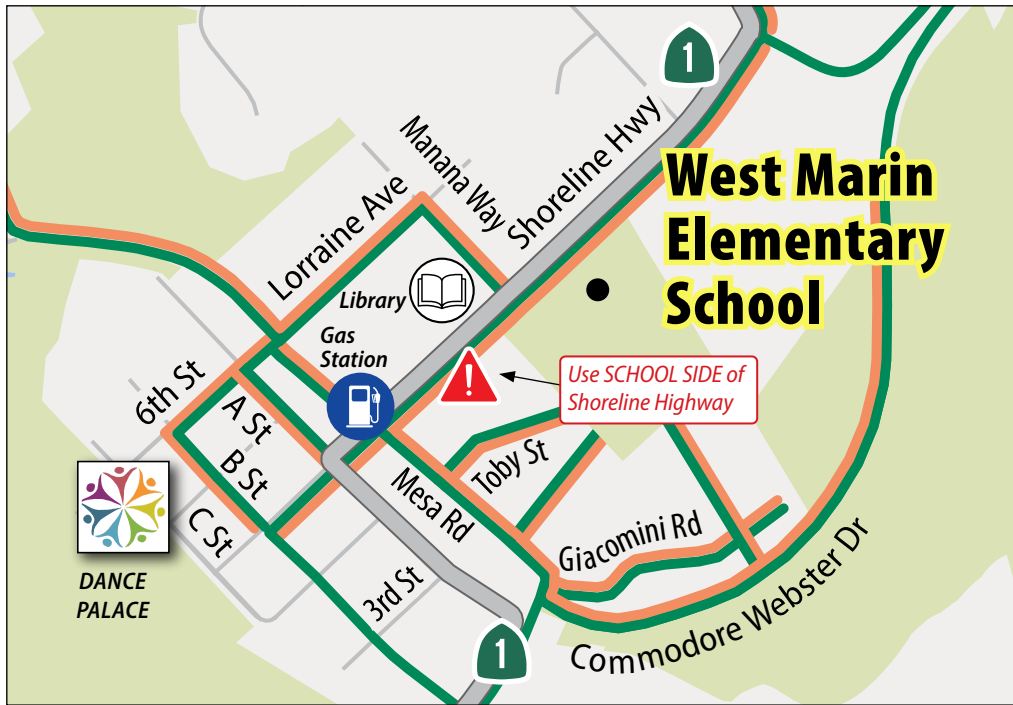 1
Manana Way
Shoreline Hwy
Lorraine Ave
West Marin
Elementary
School
Library
Gas
Station
Use SCHOOL SIDE of
Shoreline Highway
!
6th St
A St
B St
C St
Toby St
Mesa Rd
Giacomini Rd
DANCE
PALACE
3rd St
Commodore Webster Dr
1